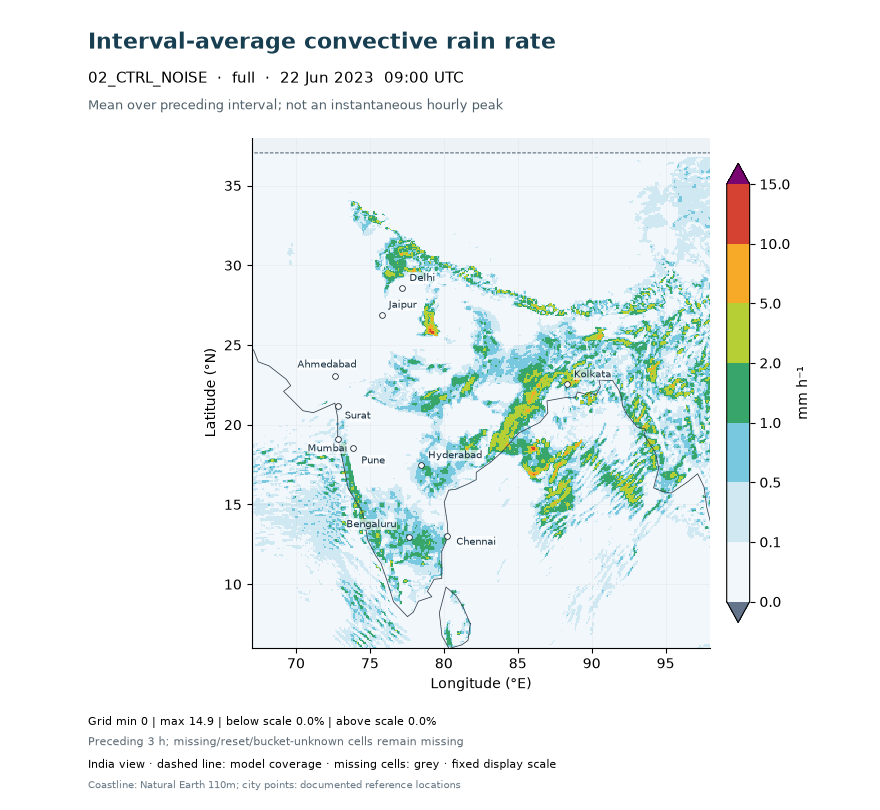 Interval-average convective rain rate
02_CTRL_NOISE · full · 22 Jun 2023 09:00 UTC
Mean over preceding interval; not an instantaneous hourly peak
35
30
25
20
15
10
Latitude (°N)
Delhi
Jaipur
Ahmedabad
Kolkata
Surat
Mumbai
Pune
Hyderabad
Bengaluru
Chennai
70
75
80
85
90
95
Longitude (°E)
15.0
10.0
5.0
2.0
1.0
0.5
0.1
0.0
mm h⁻¹
Grid min 0 | max 14.9 | below scale 0.0% | above scale 0.0%
Preceding 3 h; missing/reset/bucket-unknown cells remain missing
India view · dashed line: model coverage · missing cells: grey · fixed display scale
Coastline: Natural Earth 110m; city points: documented reference locations